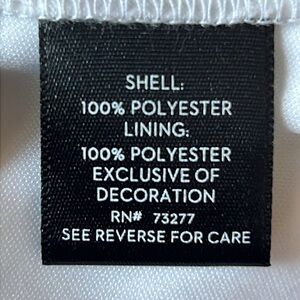 SHELL:
100% POLYESTER
LINING:
100% POLYESTER
EXCLUSIVE OF
DECORATION
RN# 73277
SEE REVERSE FOR CARE